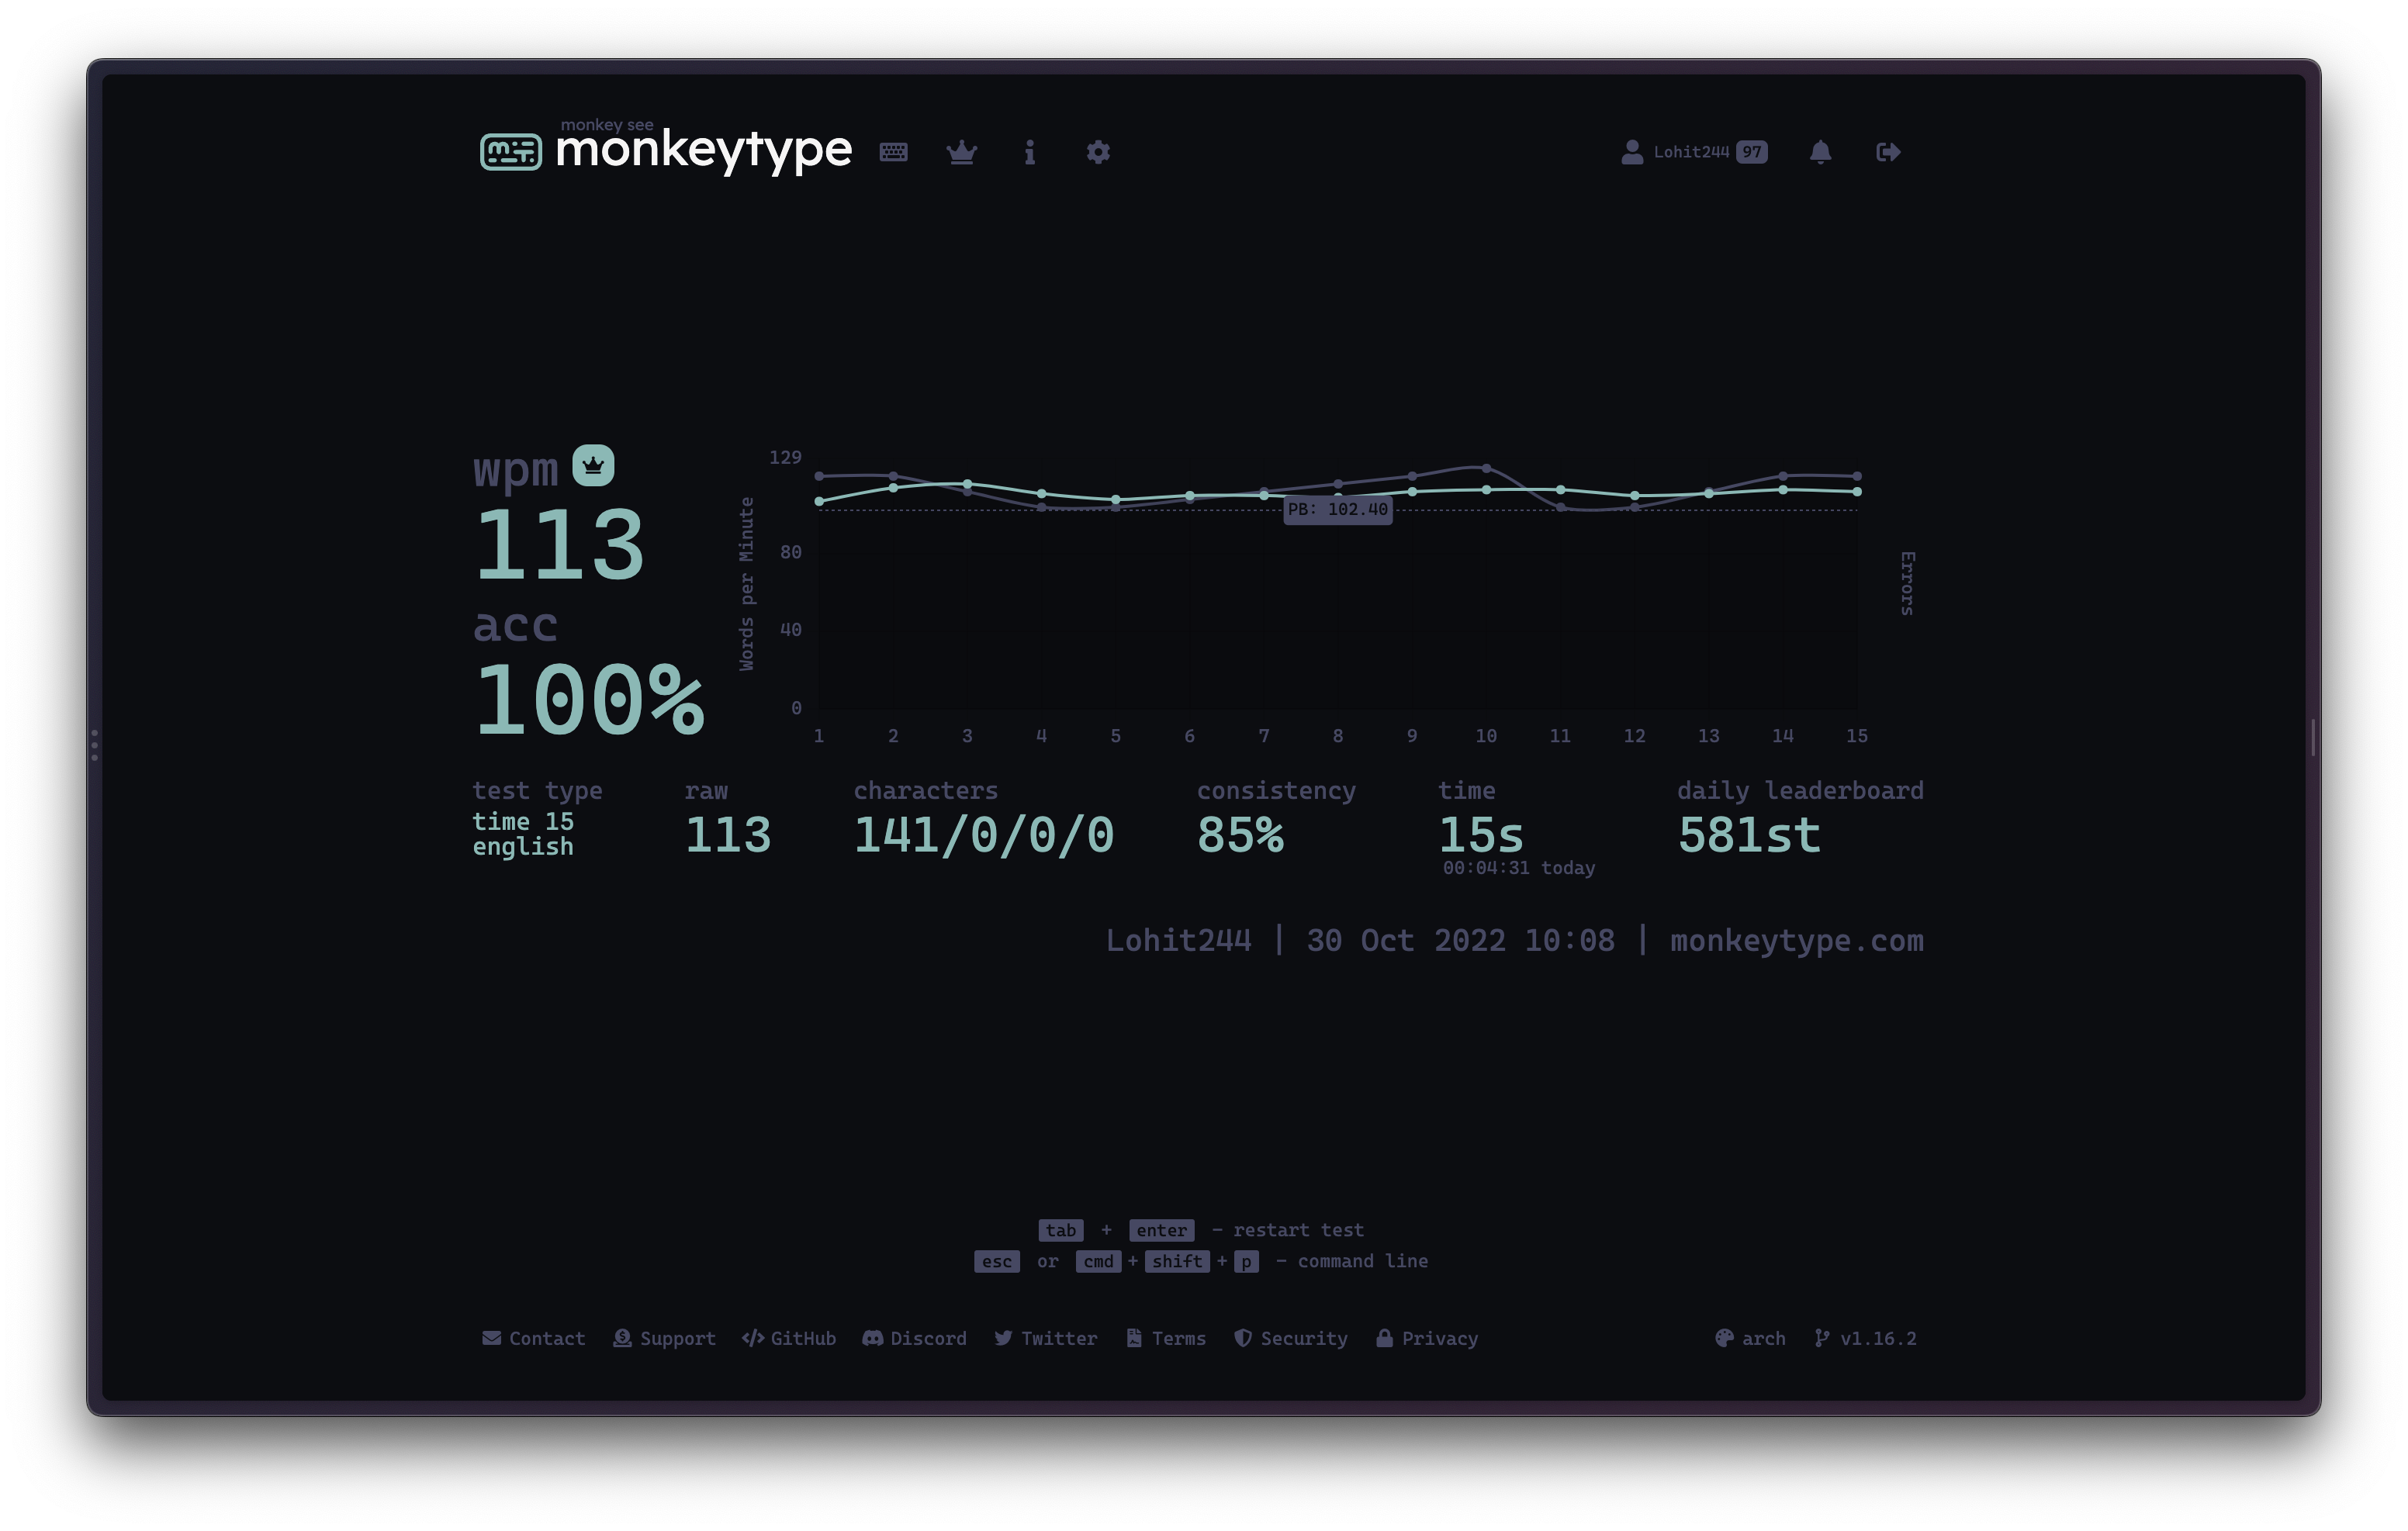 monkey see
monkeytype
Lohit244 97
wpm
113
acc
100%
Words per Minute
129
80
40
0
PB: 102.40
1 2 3 4 5 6 7 8 9 10 11 12 13 14 15
Errors
test type
time 15
english
raw
113
characters
141/0/0/0
consistency
85%
time
15s
00:04:31 today
daily leaderboard
581st
Lohit244 | 30 Oct 2022 10:08 | monkeytype.com
tab + enter - restart test
esc or cmd + shift + p - command line
Contact Support GitHub Discord Twitter Terms Security Privacy arch v1.16.2